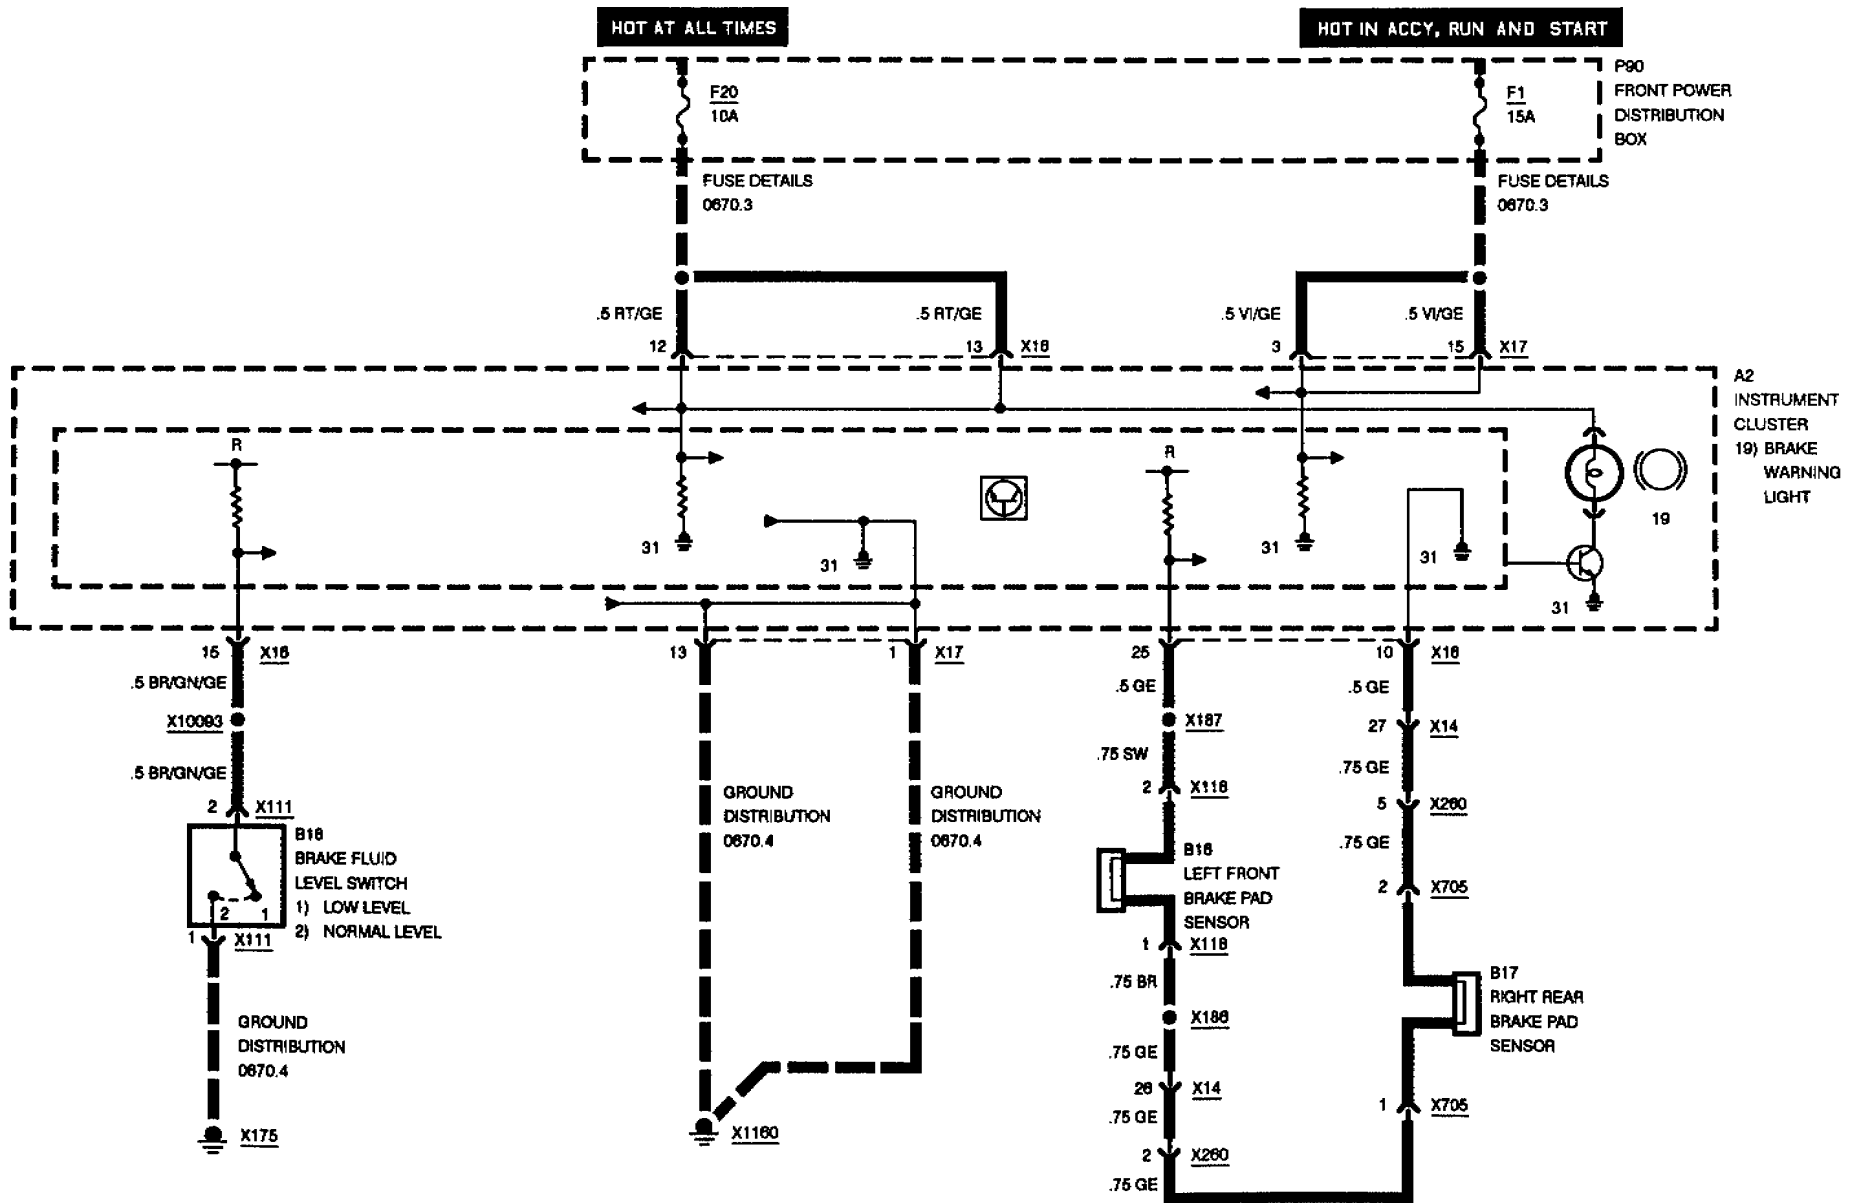 HOT AT ALL TIMES
HOT IN ACCY, RUN AND START
P90
FRONT POWER
DISTRIBUTION
BOX
F20
10A
F1
15A
FUSE DETAILS
0670.3
FUSE DETAILS
0670.3
.5 RT/GE
.5 RT/GE
.5 VI/GE
.5 VI/GE
12
13
X16
3
15
X17
A2
INSTRUMENT
CLUSTER
19) BRAKE
WARNING
LIGHT
R
R
19
31
31
31
31
31
15
X16
13
1
X17
25
10
X16
.5 BR/GN/GE
X10093
.5 BR/GN/GE
2
X111
B18
BRAKE FLUID
LEVEL SWITCH
1) LOW LEVEL
2) NORMAL LEVEL
2
1
1
X111
GROUND
DISTRIBUTION
0670.4
X175
GROUND
DISTRIBUTION
0670.4
GROUND
DISTRIBUTION
0670.4
X1160
.5 GE
X187
.75 SW
2
X118
B16
LEFT FRONT
BRAKE PAD
SENSOR
1
X118
.75 BR
X186
.75 GE
26
X14
.75 GE
2
X260
.75 GE
.5 GE
27
X14
.75 GE
5
X260
.75 GE
2
X705
B17
RIGHT REAR
BRAKE PAD
SENSOR
1
X705